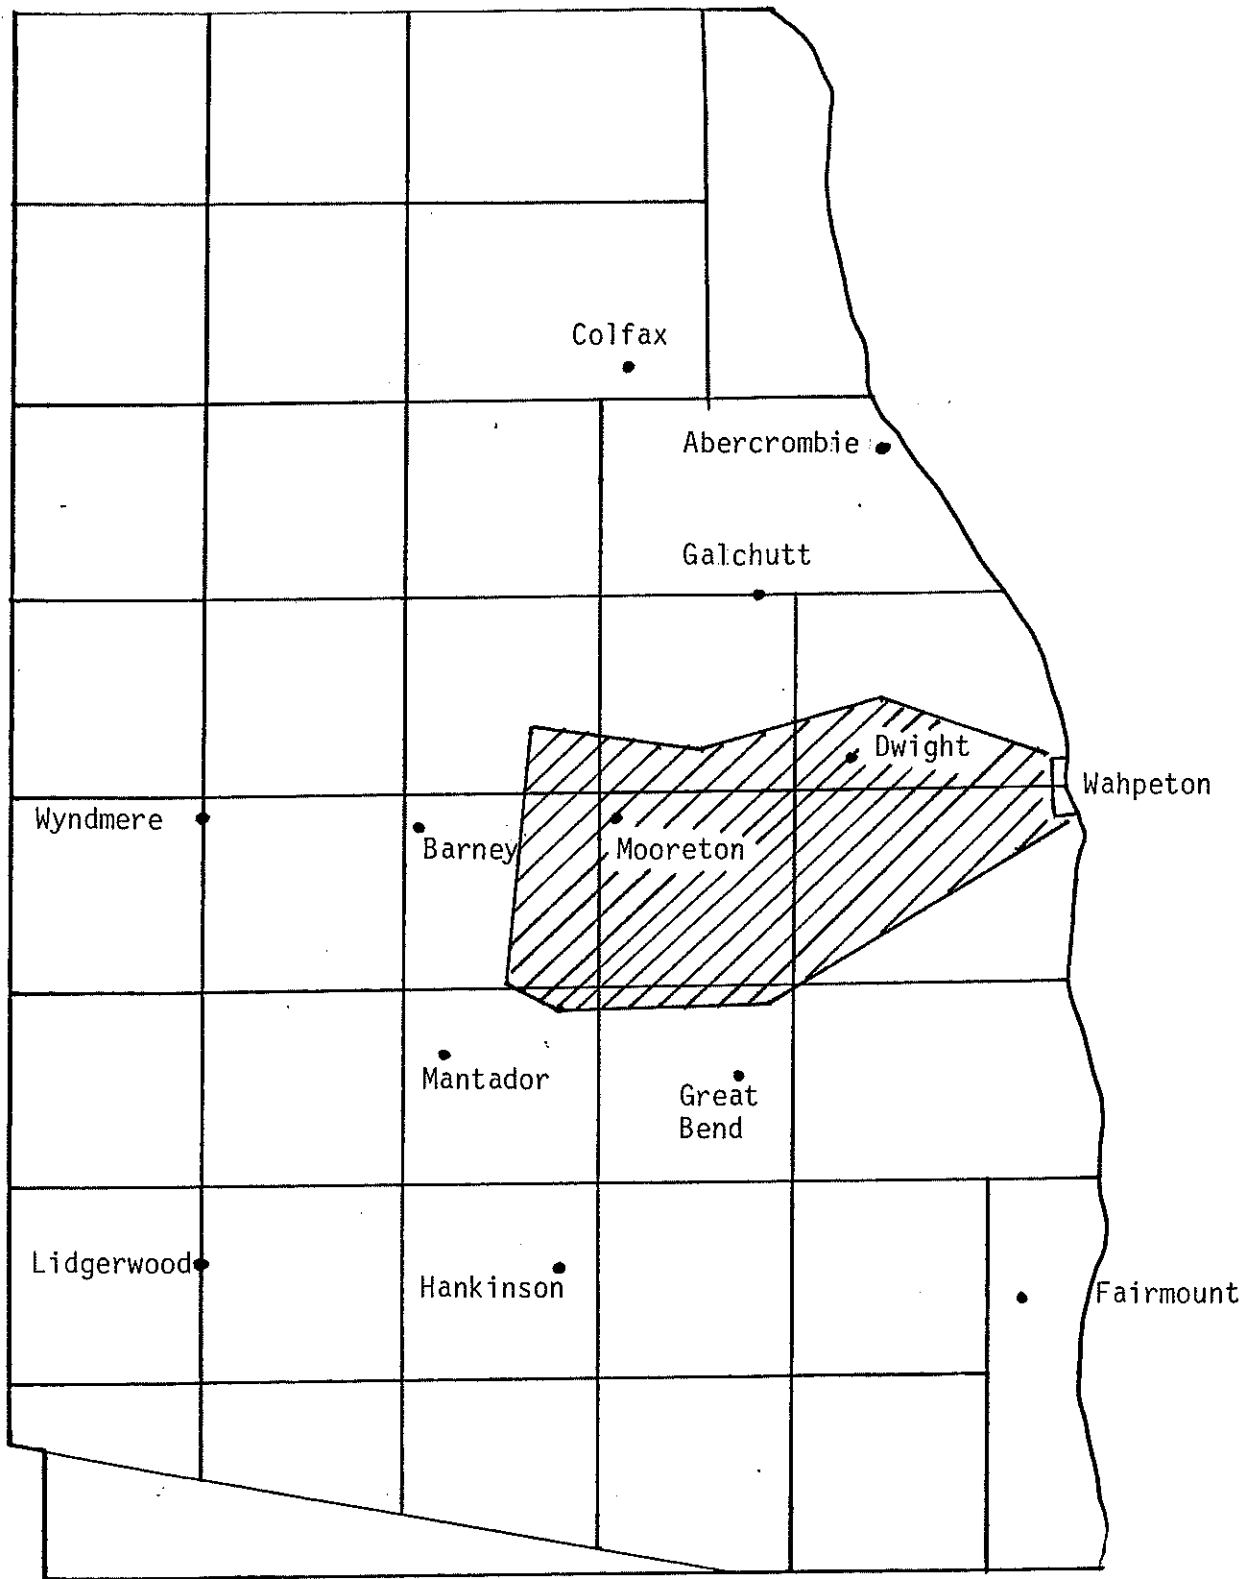 Colfax
Abercrombie
Galchutt
Dwight
Wahpeton
Wyndmere
Barney
Mooreton
Mantador
Great
Bend
Lidgerwood
Hankinson
Fairmount